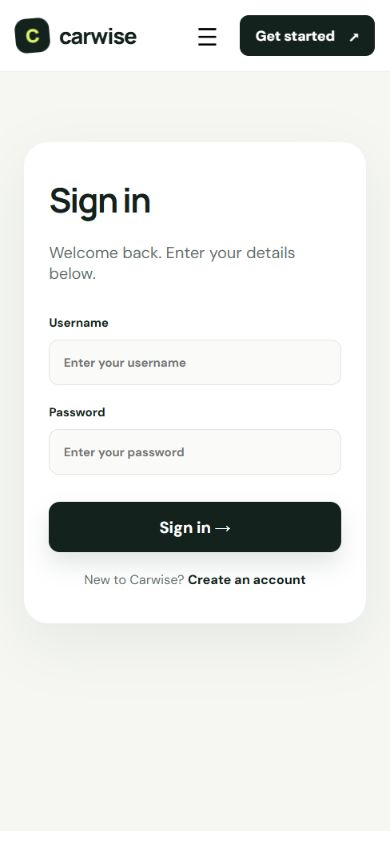 C carwise
Get started ↗
Sign in
Welcome back. Enter your details
below.
Username
Enter your username
Password
Enter your password
Sign in →
New to Carwise? Create an account